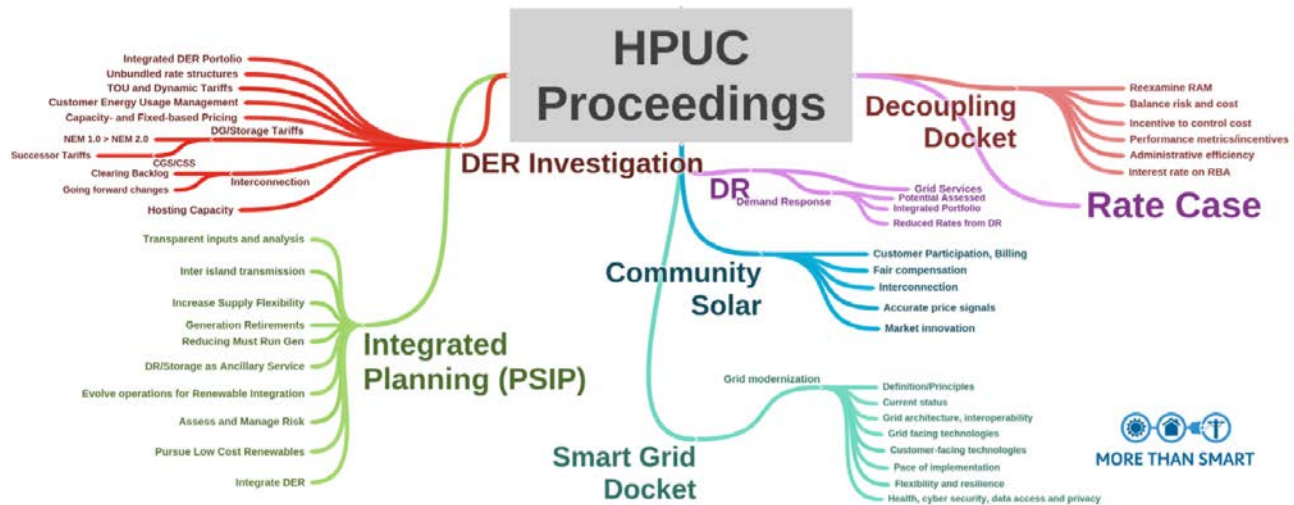 HPUC
Proceedings
Integrated DER Portolio
Unbundled rate structures
TOU and Dynamic Tariffs
Customer Energy Usage Management
Capacity- and Fixed-based Pricing
DG/Storage Tariffs
NEM 1.0 > NEM 2.0
Successor Tariffs
CGS/CSS
Clearing Backlog
Interconnection
Going forward changes
Hosting Capacity
DER Investigation
Transparent inputs and analysis
Inter island transmission
Increase Supply Flexibility
Generation Retirements
Reducing Must Run Gen
DR/Storage as Ancillary Service
Evolve operations for Renewable Integration
Assess and Manage Risk
Pursue Low Cost Renewables
Integrate DER
Integrated
Planning (PSIP)
Decoupling
Docket
Reexamine RAM
Balance risk and cost
Incentive to control cost
Performance metrics/incentives
Administrative efficiency
Interest rate on RBA
Rate Case
DR
Demand Response
Grid Services
Potential Assessed
Integrated Portfolio
Reduced Rates from DR
Community
Solar
Customer Participation, Billing
Fair compensation
Interconnection
Accurate price signals
Market innovation
Smart Grid
Docket
Grid modernization
Definition/Principles
Current status
Grid architecture, interoperability
Grid facing technologies
Customer-facing technologies
Pace of implementation
Flexibility and resilience
Health, cyber security, data access and privacy
MORE THAN SMART